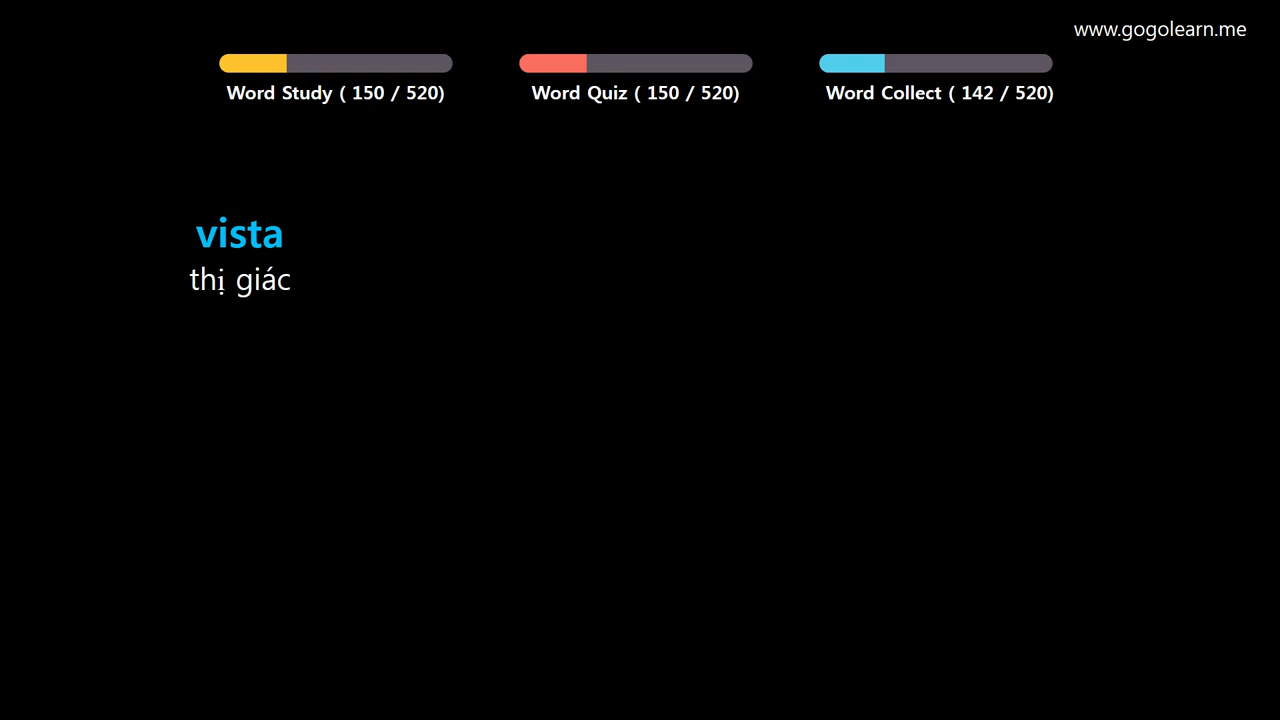 www.gogolearn.me
Word Study ( 150 / 520)
Word Quiz ( 150 / 520)
Word Collect ( 142 / 520)
vista
thị giác